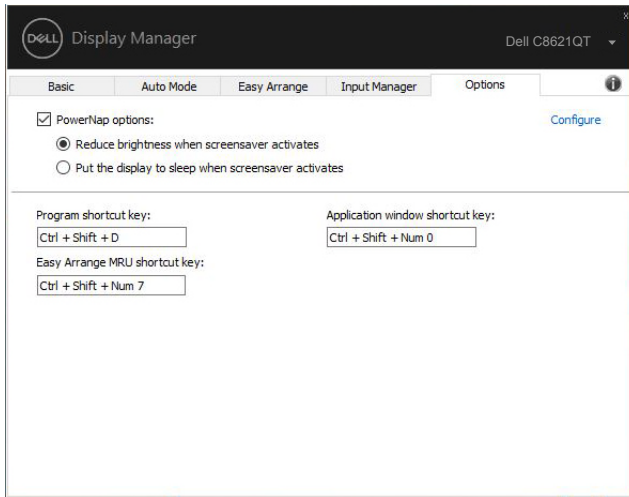 x
DELL Display Manager
Dell C8621QT
Basic Auto Mode Easy Arrange Input Manager Options i
PowerNap options: Configure
Reduce brightness when screensaver activates
Put the display to sleep when screensaver activates
Program shortcut key: Application window shortcut key:
Ctrl + Shift + D Ctrl + Shift + Num 0
Easy Arrange MRU shortcut key:
Ctrl + Shift + Num 7